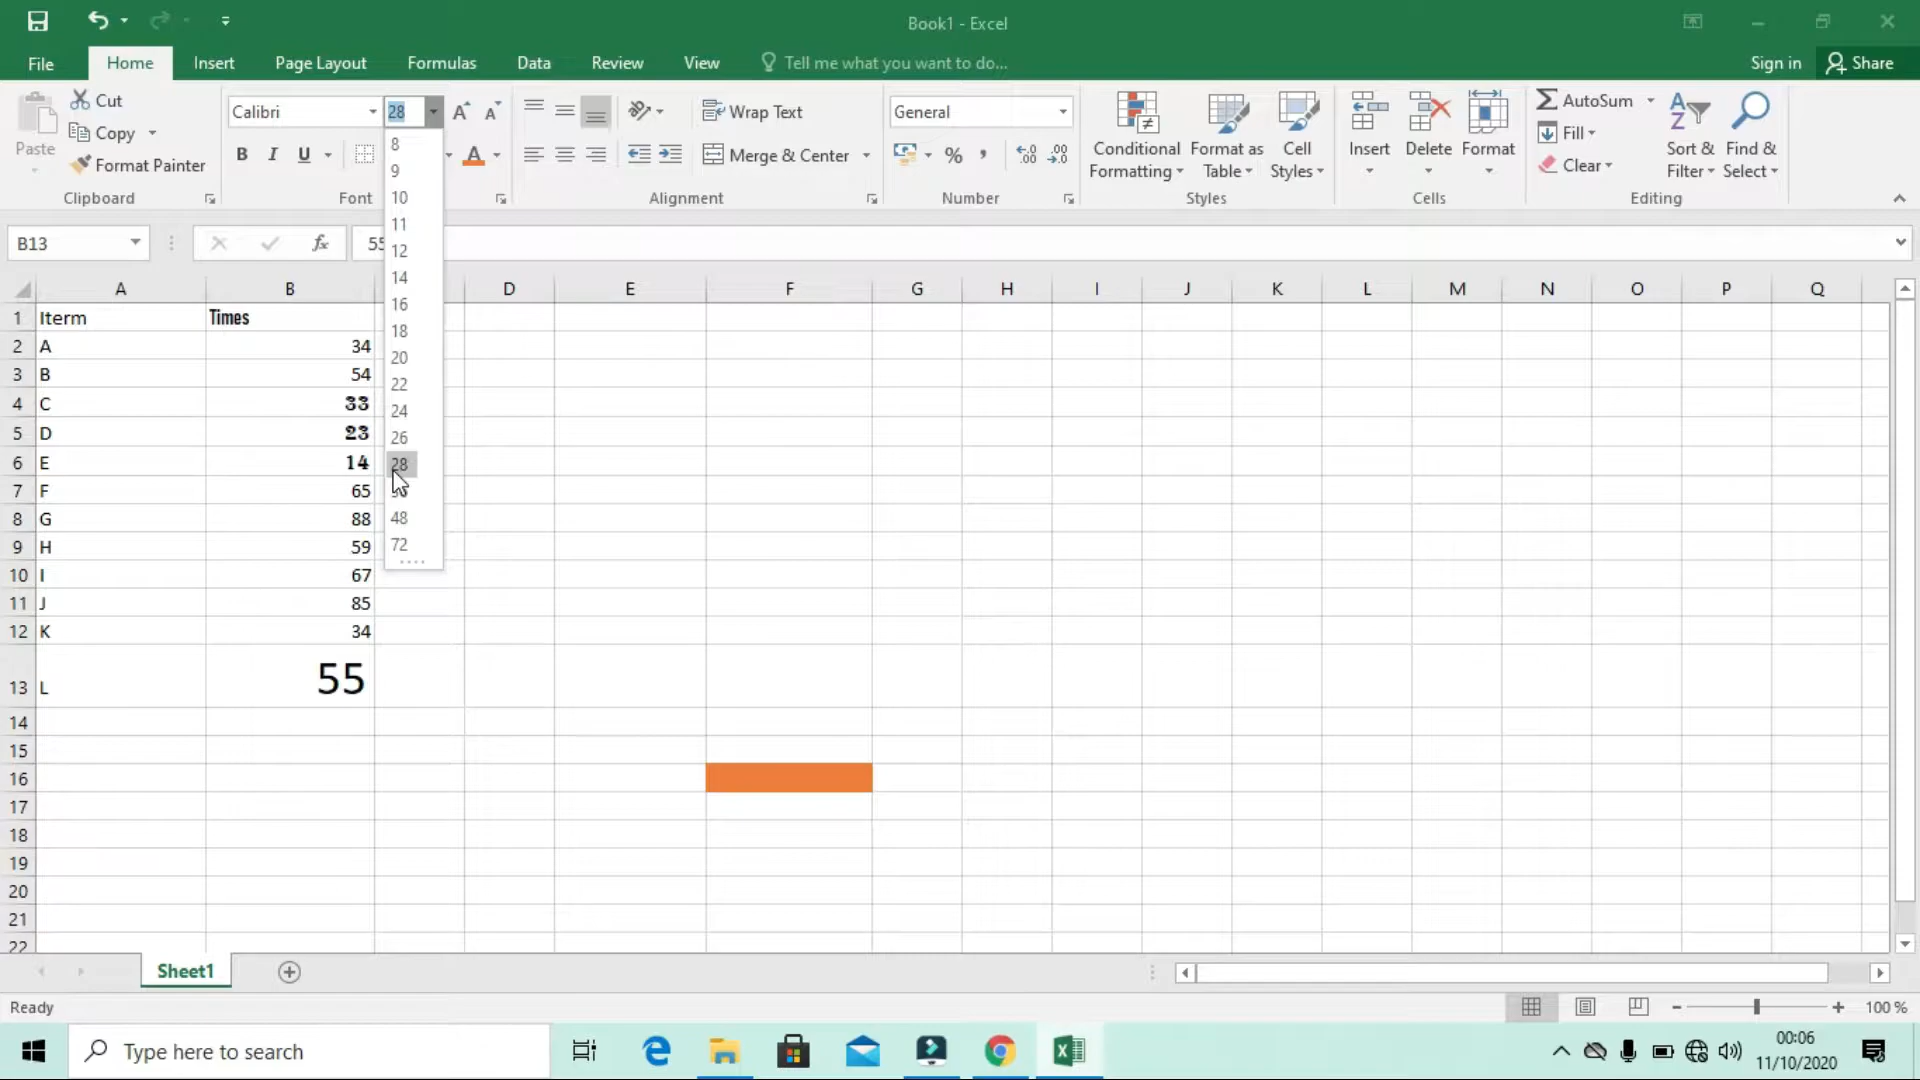 Book1 - Excel
File Home Insert Page Layout Formulas Data Review View Tell me what you want to do... Sign in Share
Paste
Cut
Copy
Format Painter
Clipboard
Calibri 28
B I U
Font
Wrap Text
Merge & Center
Alignment
General
%
Number
Conditional Formatting
Format as Table
Cell Styles
Styles
Insert Delete Format
Cells
AutoSum
Fill
Clear
Sort & Filter
Find & Select
Editing
8
9
10
11
12
14
16
18
20
22
24
26
28
48
72
B13 fx
A B D E F G H I J K L M N O P Q
1 Iterm Times
2 A 34
3 B 54
4 C 33
5 D 23
6 E 14
7 F 65
8 G 88
9 H 59
10 I 67
11 J 85
12 K 34
13 L 55
14
15
16
17
18
19
20
21
22
Sheet1
Ready 100 %
Type here to search
00:06
11/10/2020